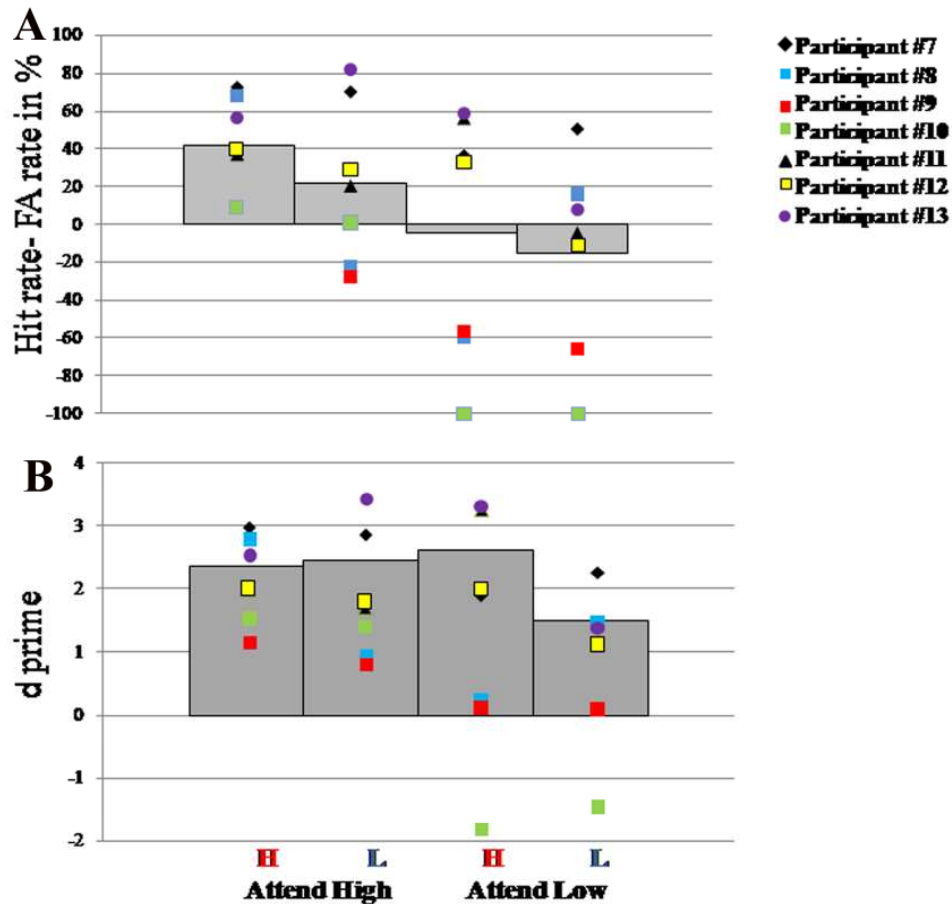 A
Hit rate- FA rate in %
100
80
60
40
20
0
-20
-40
-60
-80
-100
Participant #7
Participant #8
Participant #9
Participant #10
Participant #11
Participant #12
Participant #13
B
d prime
4
3
2
1
0
-1
-2
H L H L
Attend High Attend Low